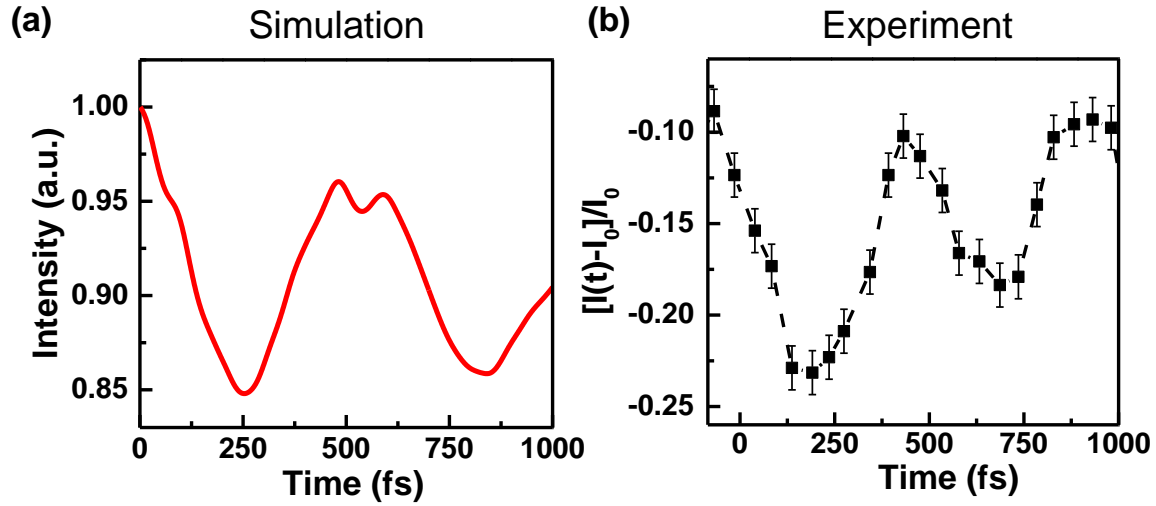 (a)
Simulation
Intensity (a.u.)
1.00
0.95
0.90
0.85
0
250
500
750
1000
Time (fs)
(b)
Experiment
[I(t)-I₀]/I₀
-0.10
-0.15
-0.20
-0.25
0
250
500
750
1000
Time (fs)